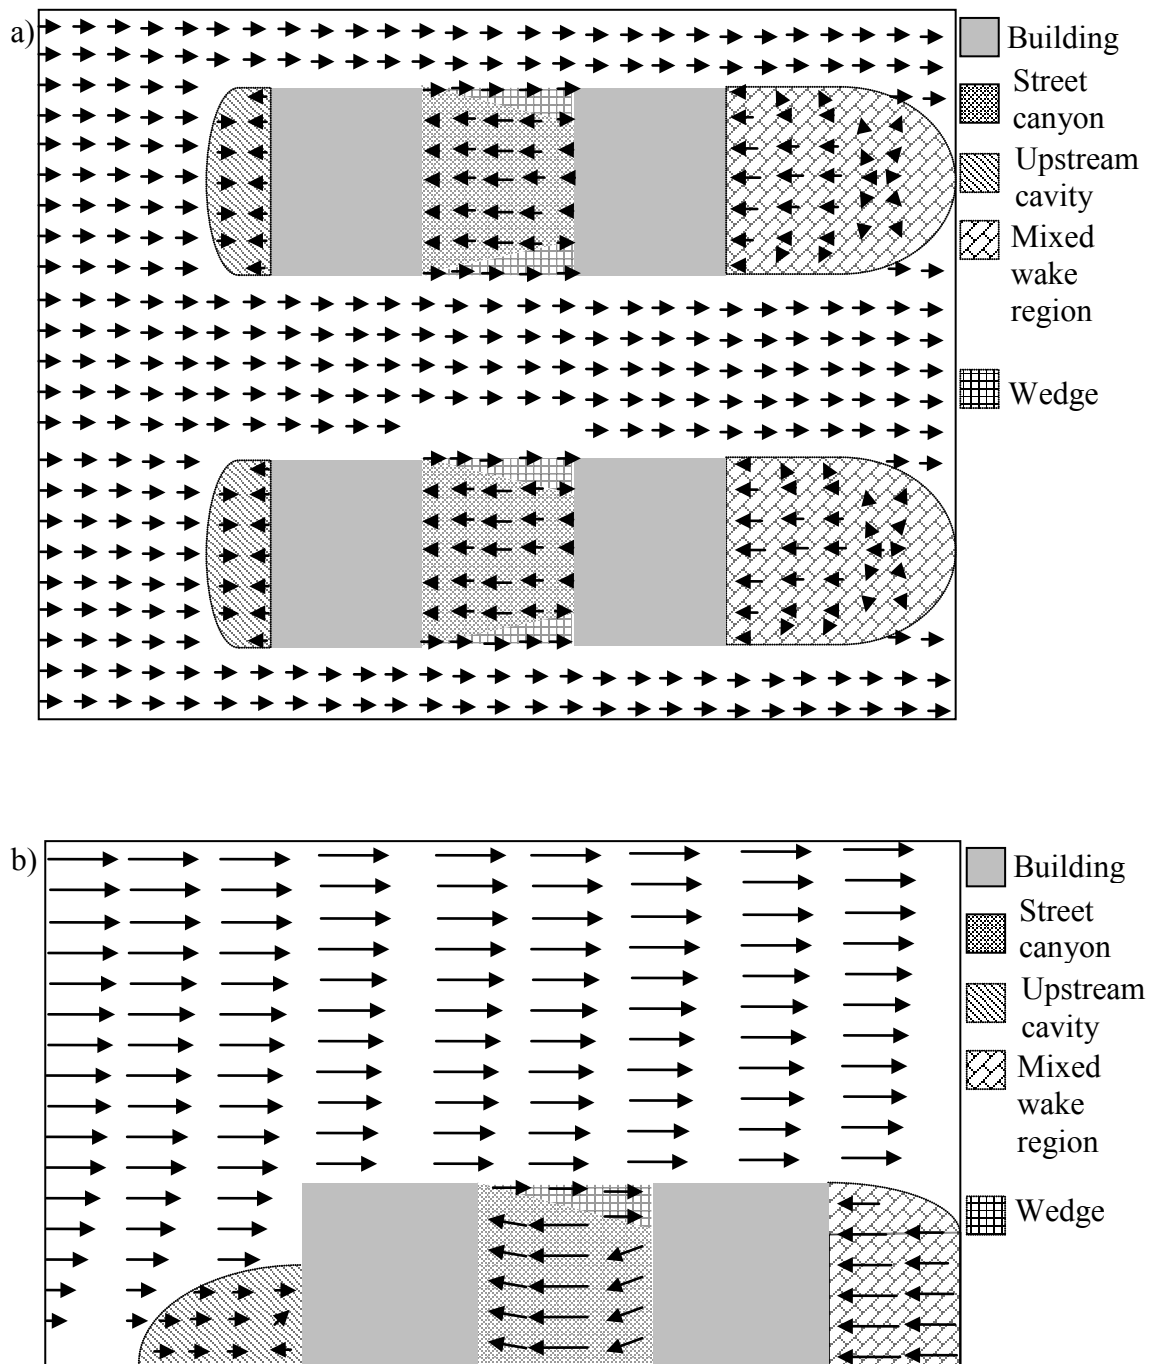 a)
Building
Street
canyon
Upstream
cavity
Mixed
wake
region
Wedge
b)
Building
Street
canyon
Upstream
cavity
Mixed
wake
region
Wedge